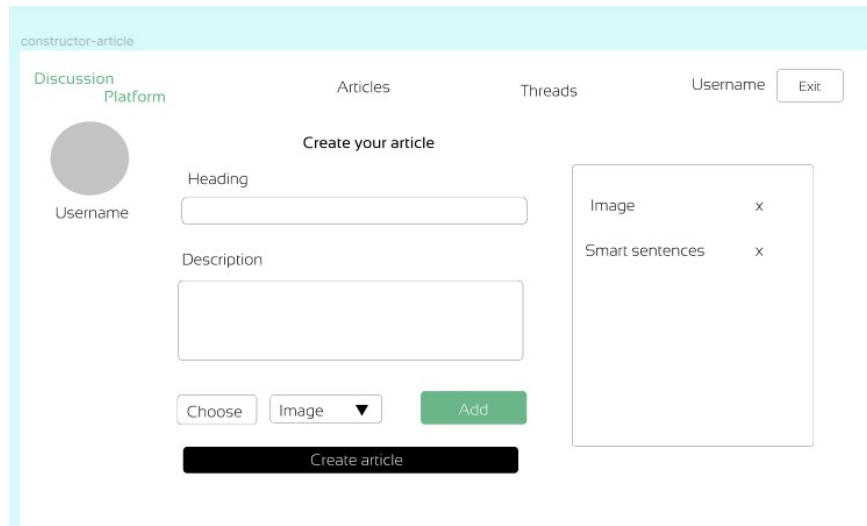 constructor-article
Discussion
Platform
Articles
Threads
Username
Exit
Username
Create your article
Heading
Description
Choose
Image
Add
Create article
Image x
Smart sentences x